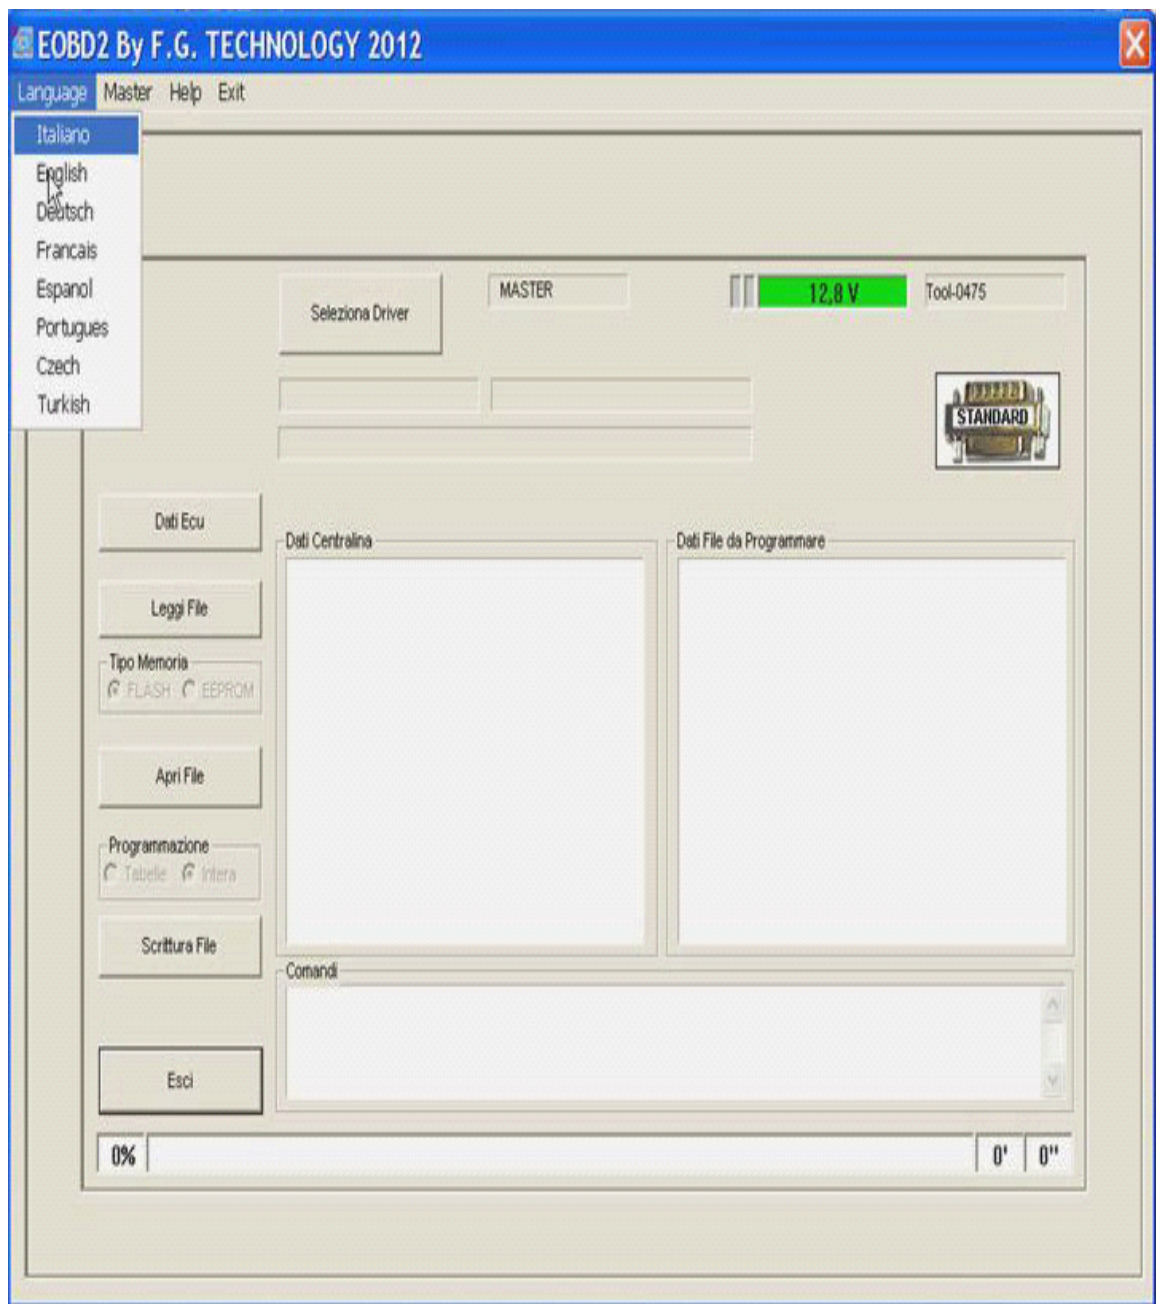 EOBD2 By F.G. TECHNOLOGY 2012
Language Master Help Exit
Italiano
English
Deutsch
Francais
Espanol
Portugues
Czech
Turkish
Seleziona Driver
MASTER
12,8 V
Tool-0475
STANDARD
Dati Ecu
Leggi File
Tipo Memoria
FLASH EEPROM
Apri File
Programmazione
Tabelle Intera
Scrittura File
Esci
Dati Centralina
Dati File da Programmare
Comandi
0%
0' 0"